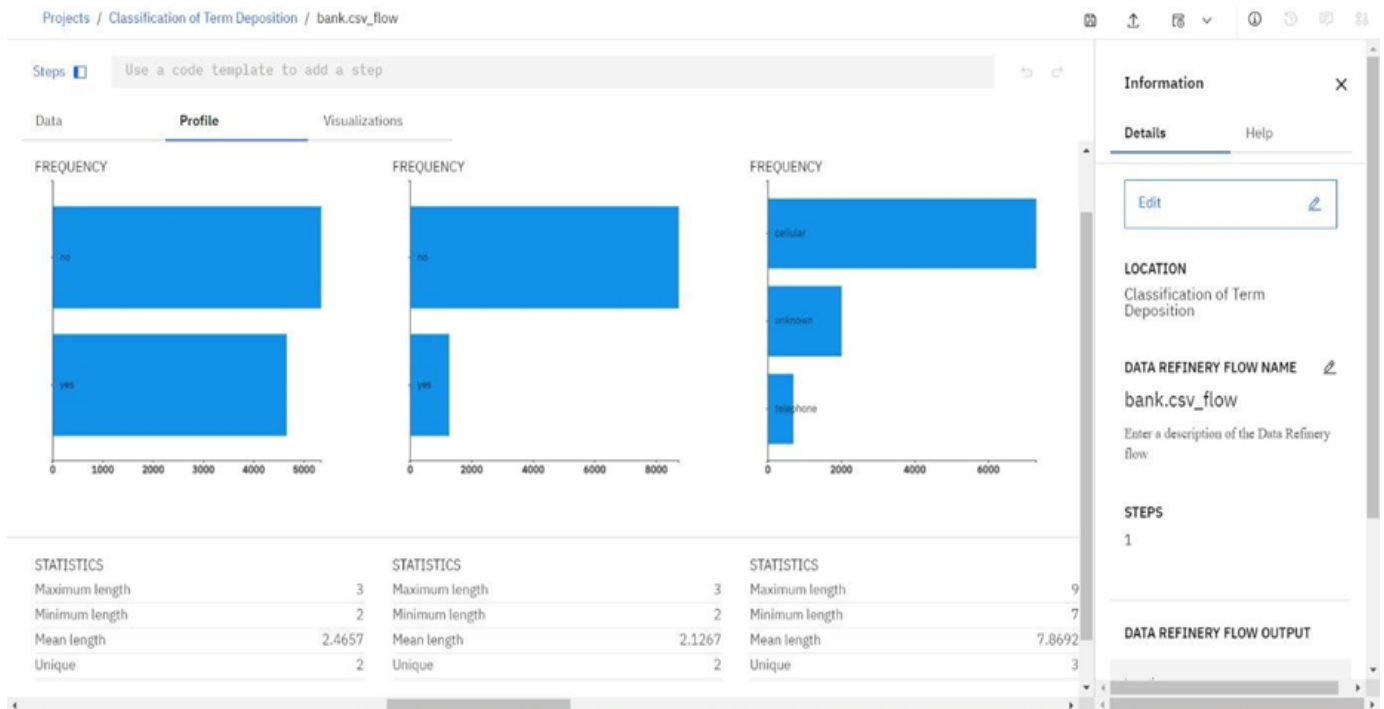 Projects / Classification of Term Deposition / bank.csv_flow
Steps
Use a code template to add a step
Data
Profile
Visualizations
FREQUENCY
no
yes
0 1000 2000 3000 4000 5000
FREQUENCY
no
yes
0 2000 4000 6000 8000
FREQUENCY
cellular
unknown
telephone
0 2000 4000 6000
STATISTICS
Maximum length 3
Minimum length 2
Mean length 2.4657
Unique 2
STATISTICS
Maximum length 3
Minimum length 2
Mean length 2.1267
Unique 2
STATISTICS
Maximum length 9
Minimum length 7
Mean length 7.8692
Unique 3
Information
Details
Help
Edit
LOCATION
Classification of Term
Deposition
DATA REFINERY FLOW NAME
bank.csv_flow
Enter a description of the Data Refinery
flow
STEPS
1
DATA REFINERY FLOW OUTPUT